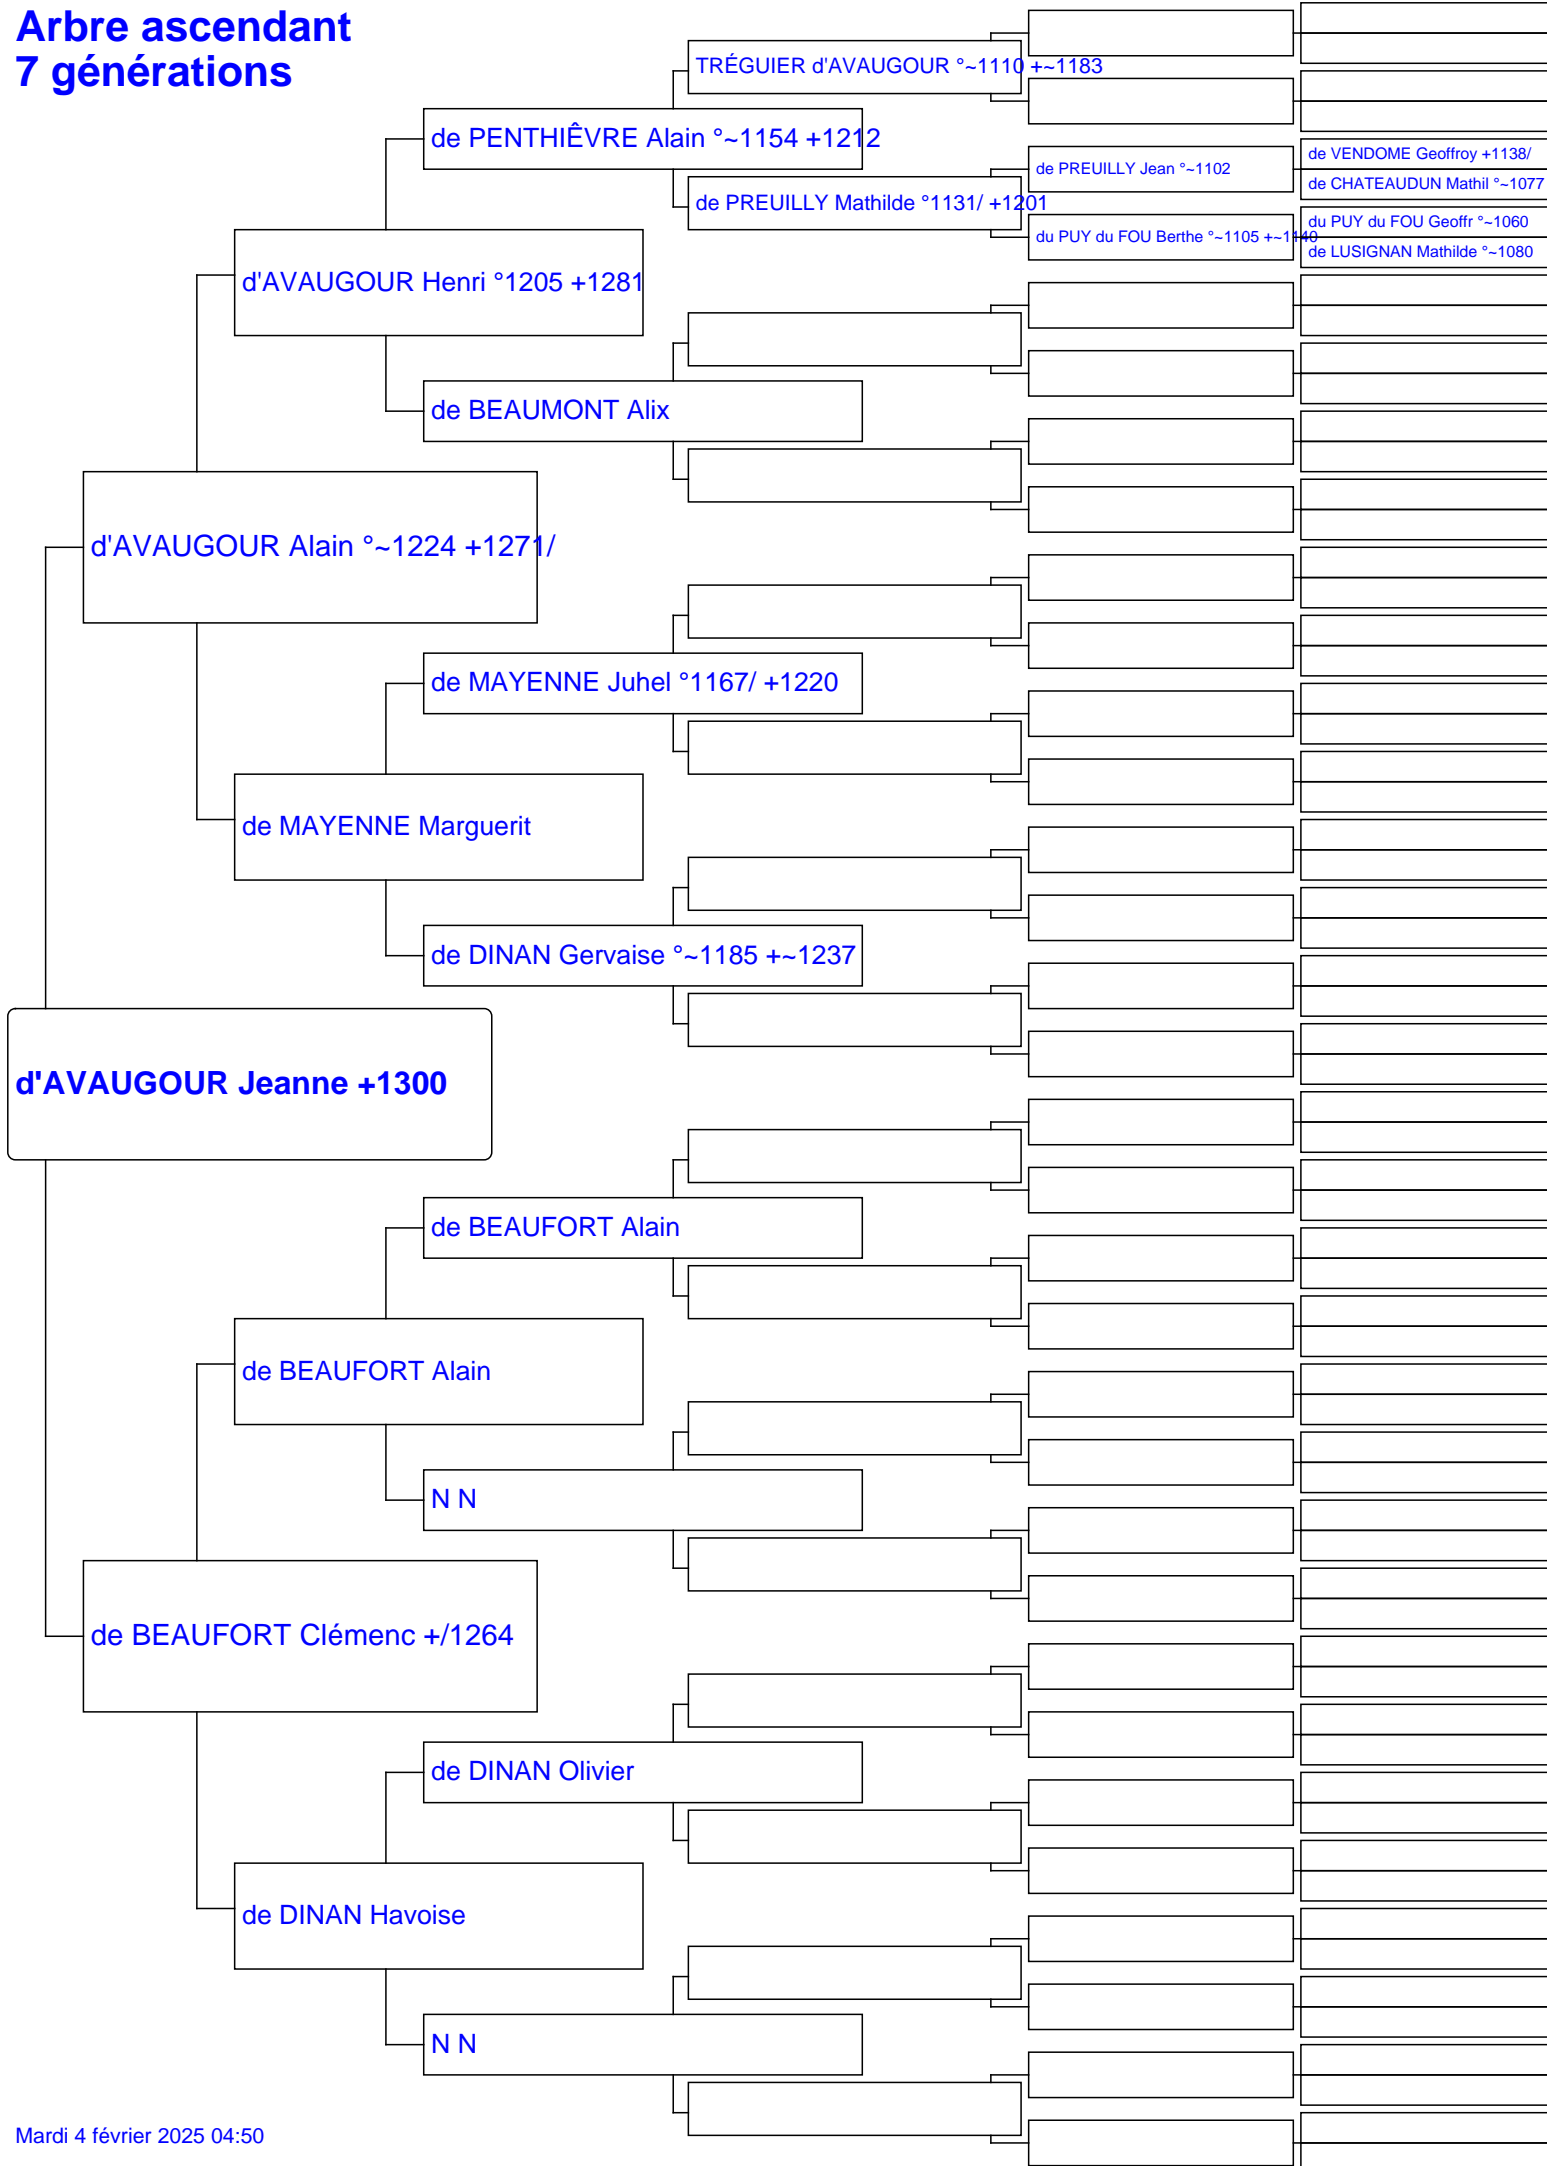 Arbre ascendant
7 générations
TRÉGUIER d'AVAUGOUR °~1110 +~1183
de PENTHIÊVRE Alain °~1154 +1212
de VENDOME Geoffroy +1138/
de PREUILLY Jean °~1102
de CHATEAUDUN Mathil °~1077
de PREUILLY Mathilde °1131/ +1201
du PUY du FOU Geoffr °~1060
du PUY du FOU Berthe °~1105 +~1140
de LUSIGNAN Mathilde °~1080
d'AVAUGOUR Henri °1205 +1281
de BEAUMONT Alix
d'AVAUGOUR Alain °~1224 +1271/
de MAYENNE Juhel °1167/ +1220
de MAYENNE Marguerit
de DINAN Gervaise °~1185 +~1237
d'AVAUGOUR Jeanne +1300
de BEAUFORT Alain
de BEAUFORT Alain
N N
de BEAUFORT Clémenc +/1264
de DINAN Olivier
de DINAN Havoise
N N
Mardi 4 février 2025 04:50